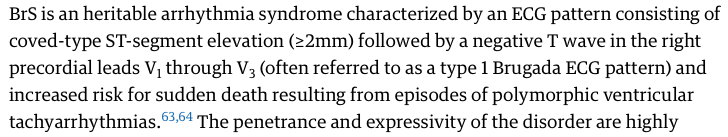 BrS is an heritable arrhythmia syndrome characterized by an ECG pattern consisting of
coved-type ST-segment elevation (≥2mm) followed by a negative T wave in the right
precordial leads V₁ through V₃ (often referred to as a type 1 Brugada ECG pattern) and
increased risk for sudden death resulting from episodes of polymorphic ventricular
tachyarrhythmias.⁶³,⁶⁴ The penetrance and expressivity of the disorder are highly